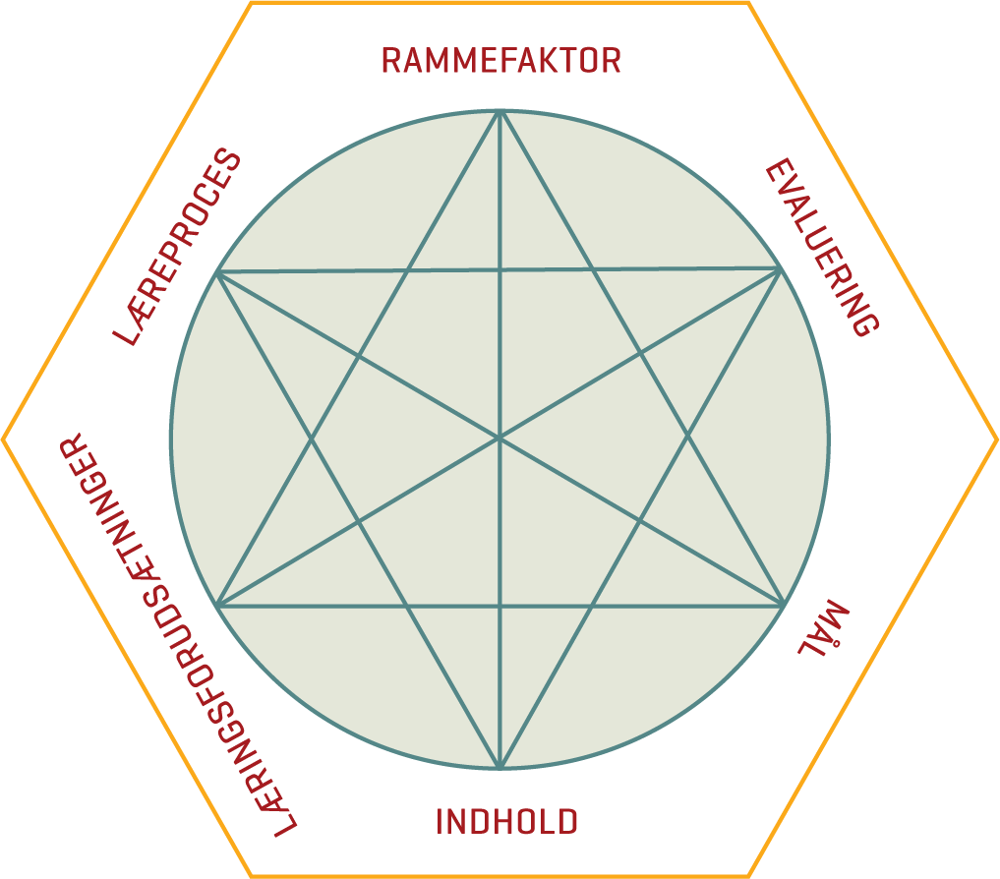 RAMMEFAKTOR
LÆREPROCES
EVALUERING
LÆRINGSFORUDSÆTNINGER
MÅL
INDHOLD